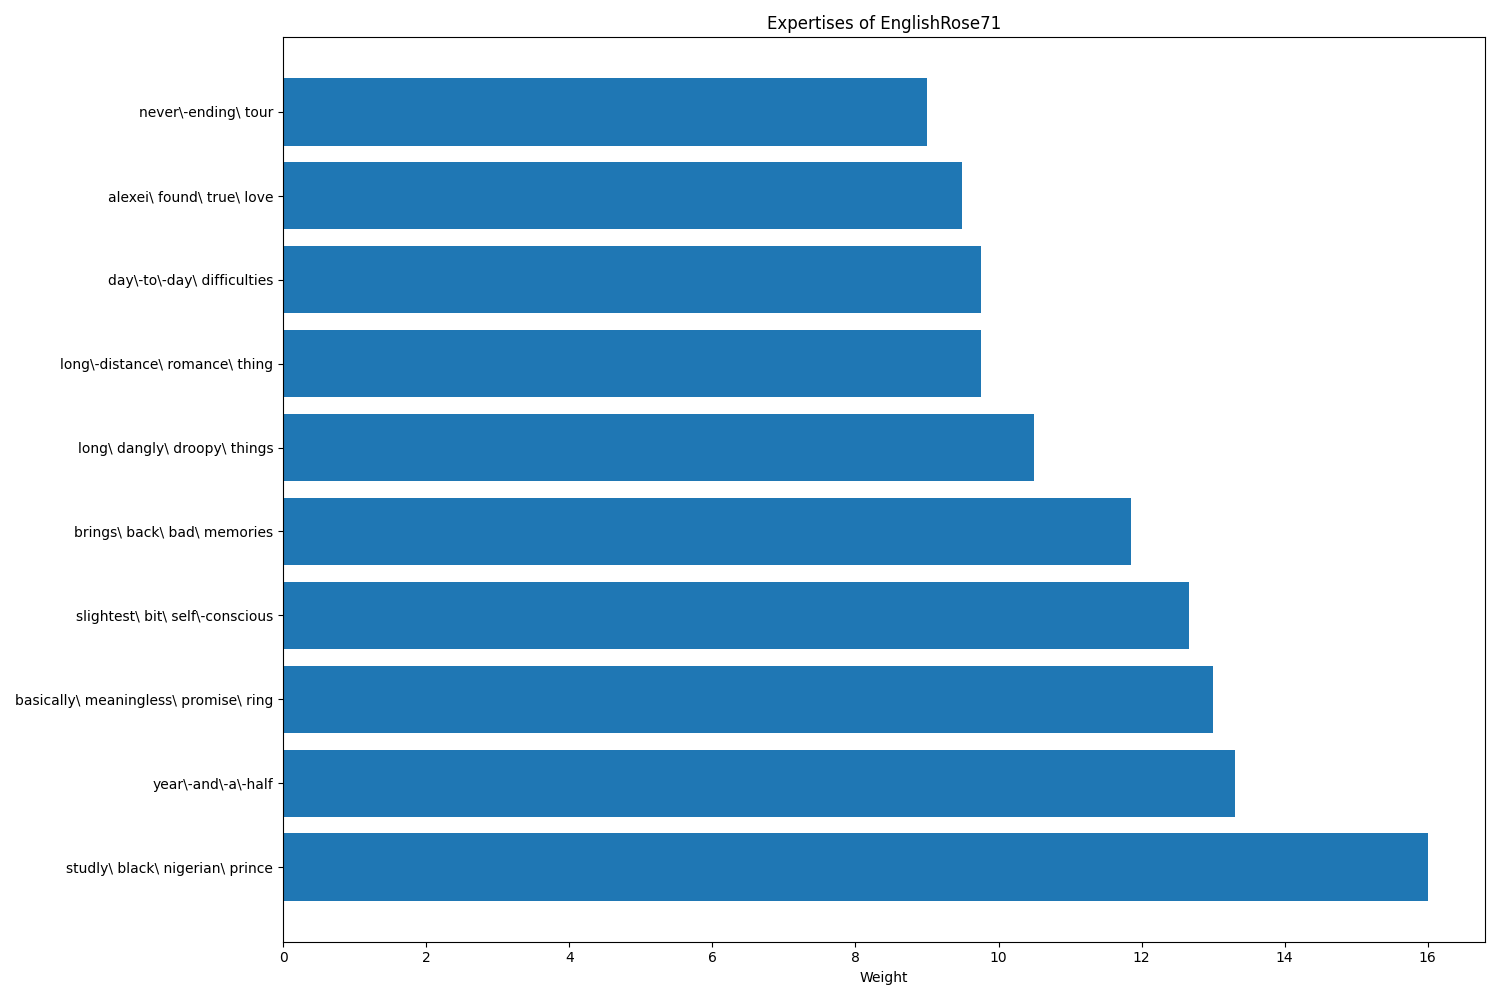 Expertises of EnglishRose71
never\-ending\ tour
alexei\ found\ true\ love
day\-to\-day\ difficulties
long\-distance\ romance\ thing
long\ dangly\ droopy\ things
brings\ back\ bad\ memories
slightest\ bit\ self\-conscious
basically\ meaningless\ promise\ ring
year\-and\-a\-half
studly\ black\ nigerian\ prince
0 2 4 6 8 10 12 14 16
Weight